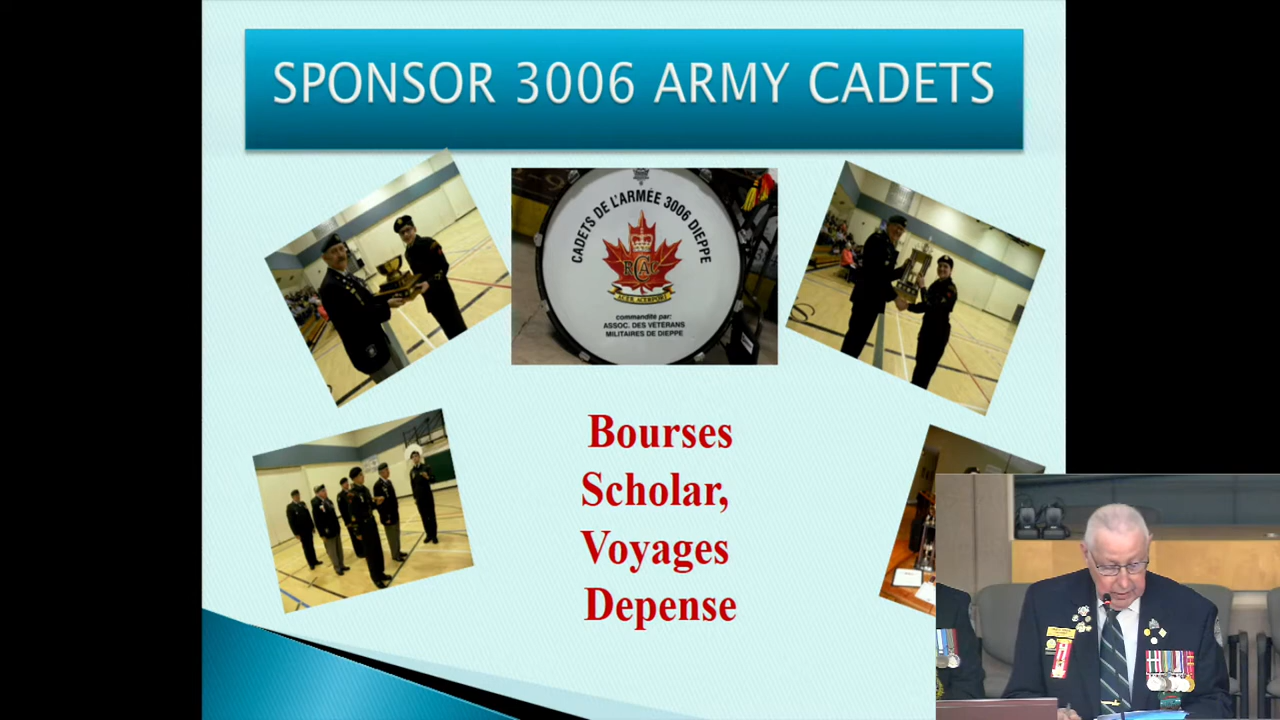 SPONSOR 3006 ARMY CADETS
CADETS DE L'ARMÉE 3006 DIEPPE
RCAC
ACER ACERPORI
commandité par:
ASSOC. DES VÉTÉRANS
MILITAIRES DE DIEPPE
Bourses
Scholar,
Voyages
Depense